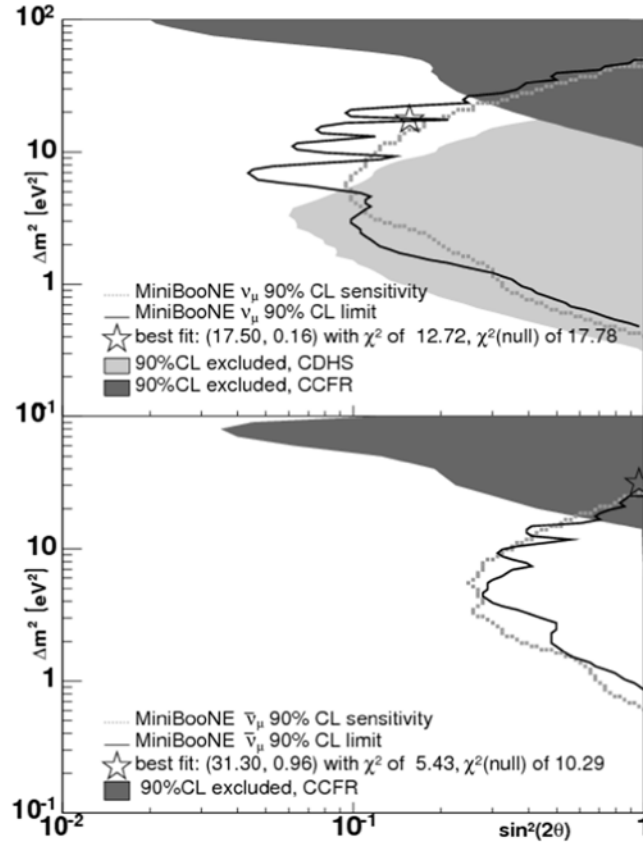 10²
10
1
10⁻¹
Δm² [eV²]
MiniBooNE νμ 90% CL sensitivity
MiniBooNE νμ 90% CL limit
best fit: (17.50, 0.16) with χ² of 12.72, χ²(null) of 17.78
90%CL excluded, CDHS
90%CL excluded, CCFR
10
1
10⁻¹
Δm² [eV²]
MiniBooNE ν̄μ 90% CL sensitivity
MiniBooNE ν̄μ 90% CL limit
best fit: (31.30, 0.96) with χ² of 5.43, χ²(null) of 10.29
90%CL excluded, CCFR
10⁻² 10⁻¹ sin²(2θ) 1